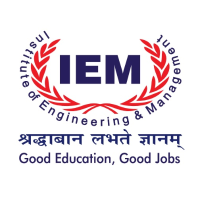 IEM
Institute of Engineering & Management
श्रद्धाबान लभते ज्ञानम्
Good Education, Good Jobs